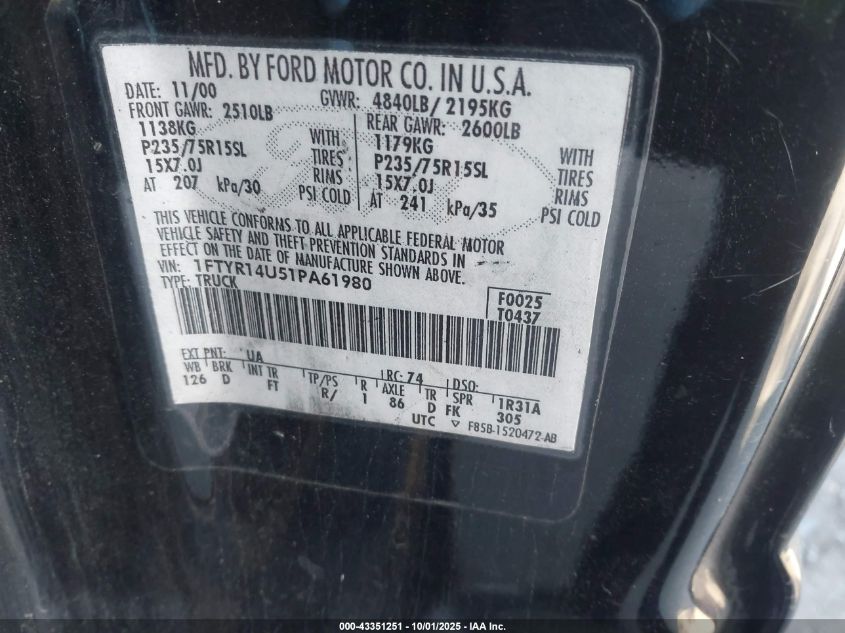 MFD. BY FORD MOTOR CO. IN U.S.A.
DATE: 11/00 GVWR: 4840LB/ 2195KG
FRONT GAWR: 2510LB REAR GAWR: 2600LB
1138KG WITH 1179KG WITH
P235/75R15SL TIRES P235/75R15SL TIRES
15X7.0J RIMS 15X7.0J RIMS
AT 207 kPa/30 PSI COLD AT 241 kPa/35 PSI COLD
THIS VEHICLE CONFORMS TO ALL APPLICABLE FEDERAL MOTOR
VEHICLE SAFETY AND THEFT PREVENTION STANDARDS IN
EFFECT ON THE DATE OF MANUFACTURE SHOWN ABOVE.
VIN: 1FTYR14U51PA61980
TYPE: TRUCK
F0025
T0437
EXT PNT: UA RC: 74 DSO:
WB BRK INT TR TP/PS R AXLE TR SPR 1R31A
126 D FT R/ 1 86 D FK 305
UTC ▽ F85B-1520472-AB
000-43351251 - 10/01/2025 - IAA Inc.